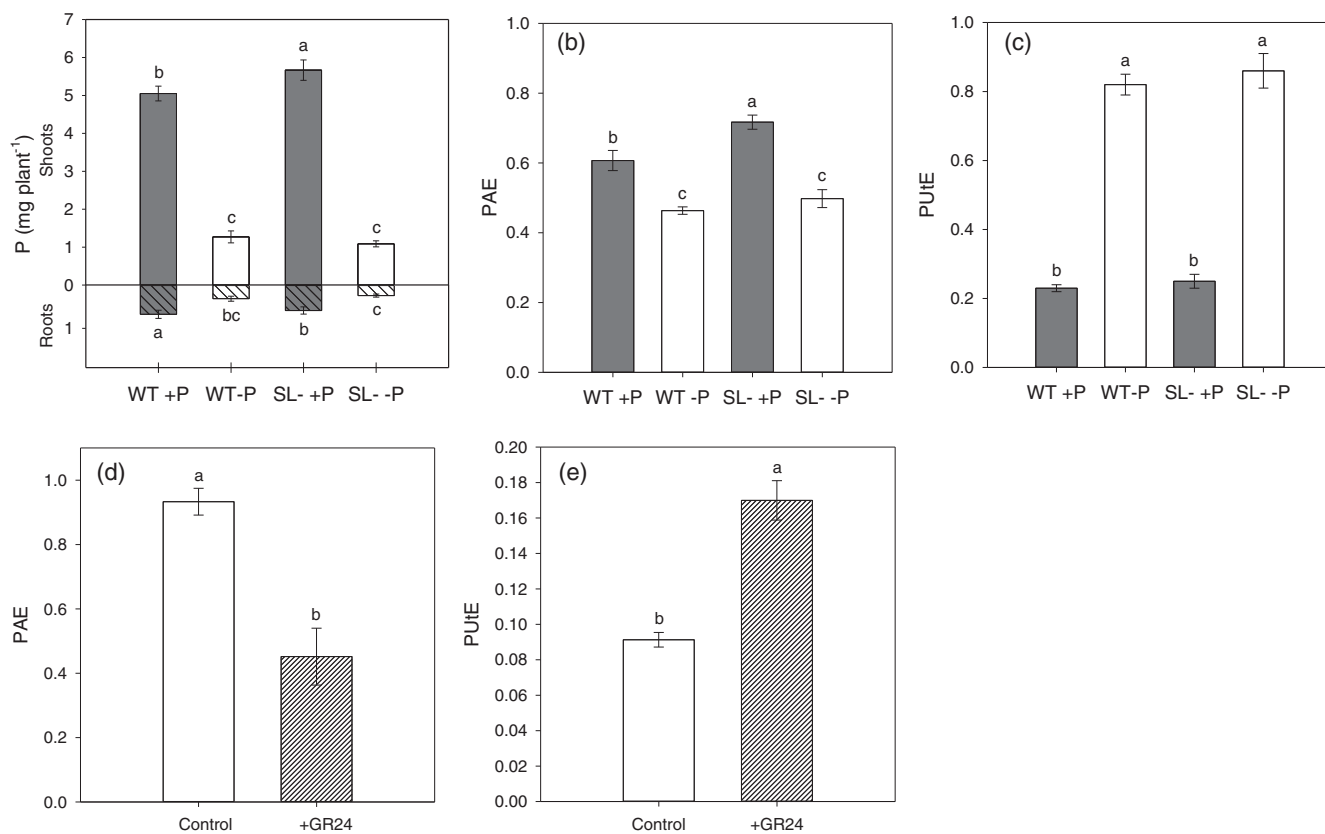 7
6
5
4
3
2
1
0
1
P (mg plant-1)
Shoots
Roots
b
c
a
c
a
bc
b
c
WT +P
WT-P
SL- +P
SL- -P
(b)
1.0
0.8
0.6
0.4
0.2
0.0
PAE
b
c
a
c
WT +P
WT -P
SL- +P
SL- -P
(c)
1.0
0.8
0.6
0.4
0.2
0.0
PUtE
b
a
b
a
WT +P
WT-P
SL- +P
SL- -P
(d)
1.0
0.8
0.6
0.4
0.2
0.0
PAE
a
b
Control
+GR24
(e)
0.20
0.18
0.16
0.14
0.12
0.10
0.08
0.06
0.04
0.02
0.00
PUtE
b
a
Control
+GR24